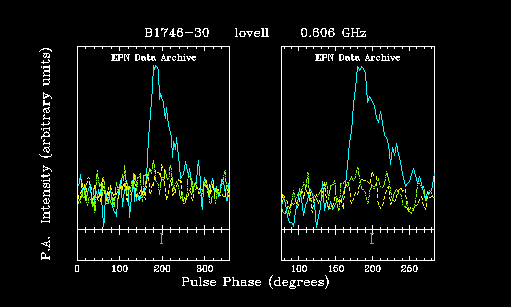 B1746-30 lovell 0.606 GHz
EPN Data Archive EPN Data Archive
P.A. Intensity (arbitrary units)
0 100 200 300 100 150 200 250
Pulse Phase (degrees)